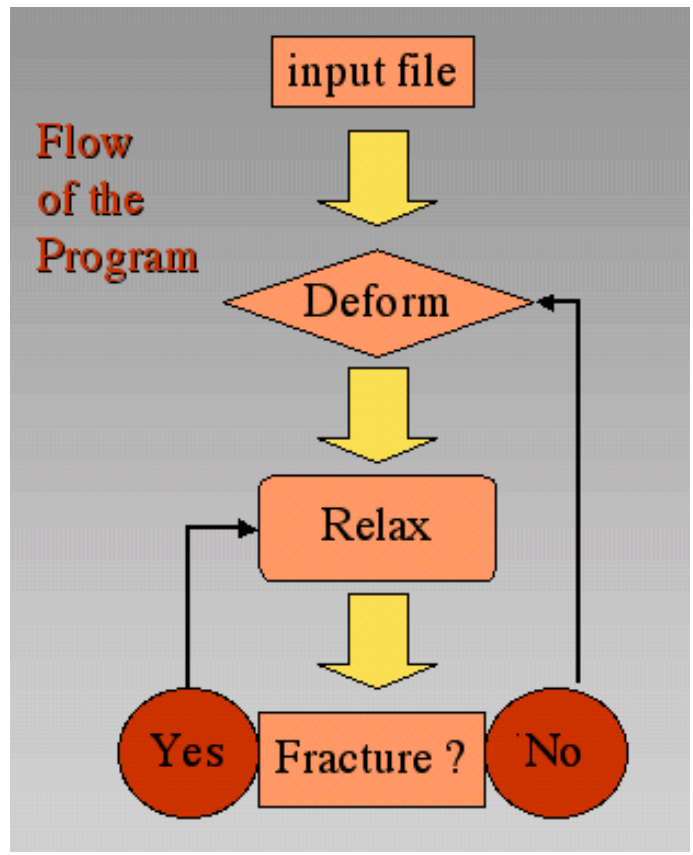 input file
Flow
of the
Program
Deform
Relax
Yes
Fracture ?
No